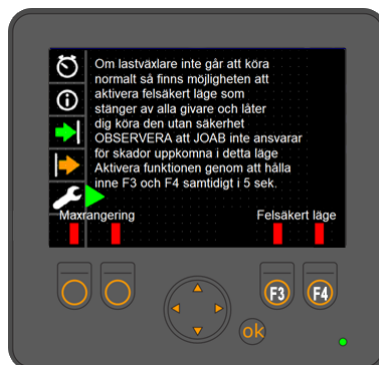 Om lastväxlare inte går att köra
normalt så finns möjligheten att
aktivera felsäkert läge som
stänger av alla givare och låter
dig köra den utan säkerhet
OBSERVERA att JOAB inte ansvarar
för skador uppkomna i detta läge
Aktivera funktionen genom att hålla
inne F3 och F4 samtidigt i 5 sek.
Maxrangering Felsäkert läge
F3 F4
ok